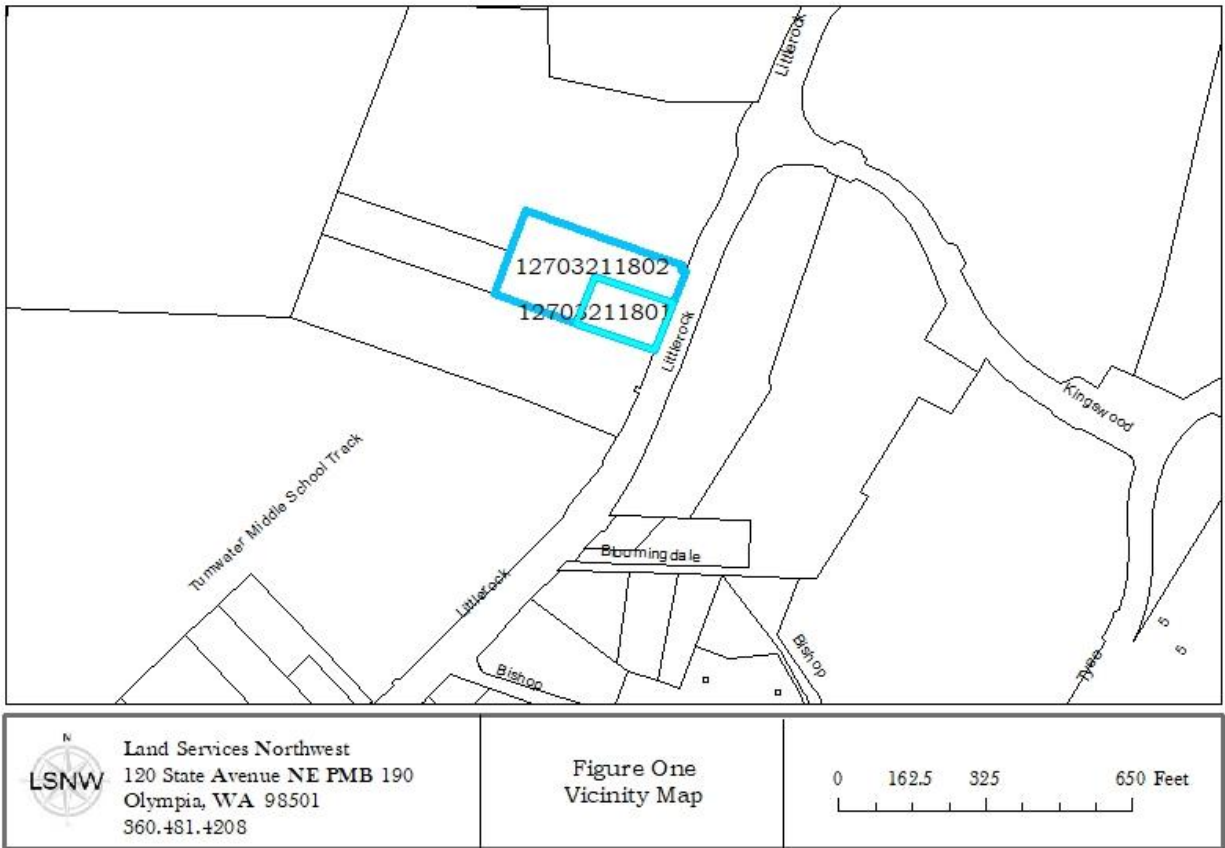 Littlerock
12703211802
12703211801
Littlerock
Kingswood
Tumwater Middle School Track
Bloomingdale
Littlerock
Bishop
Bishop
Tyee
5
5
N
LSNW
Land Services Northwest
120 State Avenue NE PMB 190
Olympia, WA 98501
360.481.4208
Figure One
Vicinity Map
0 162.5 325 650 Feet